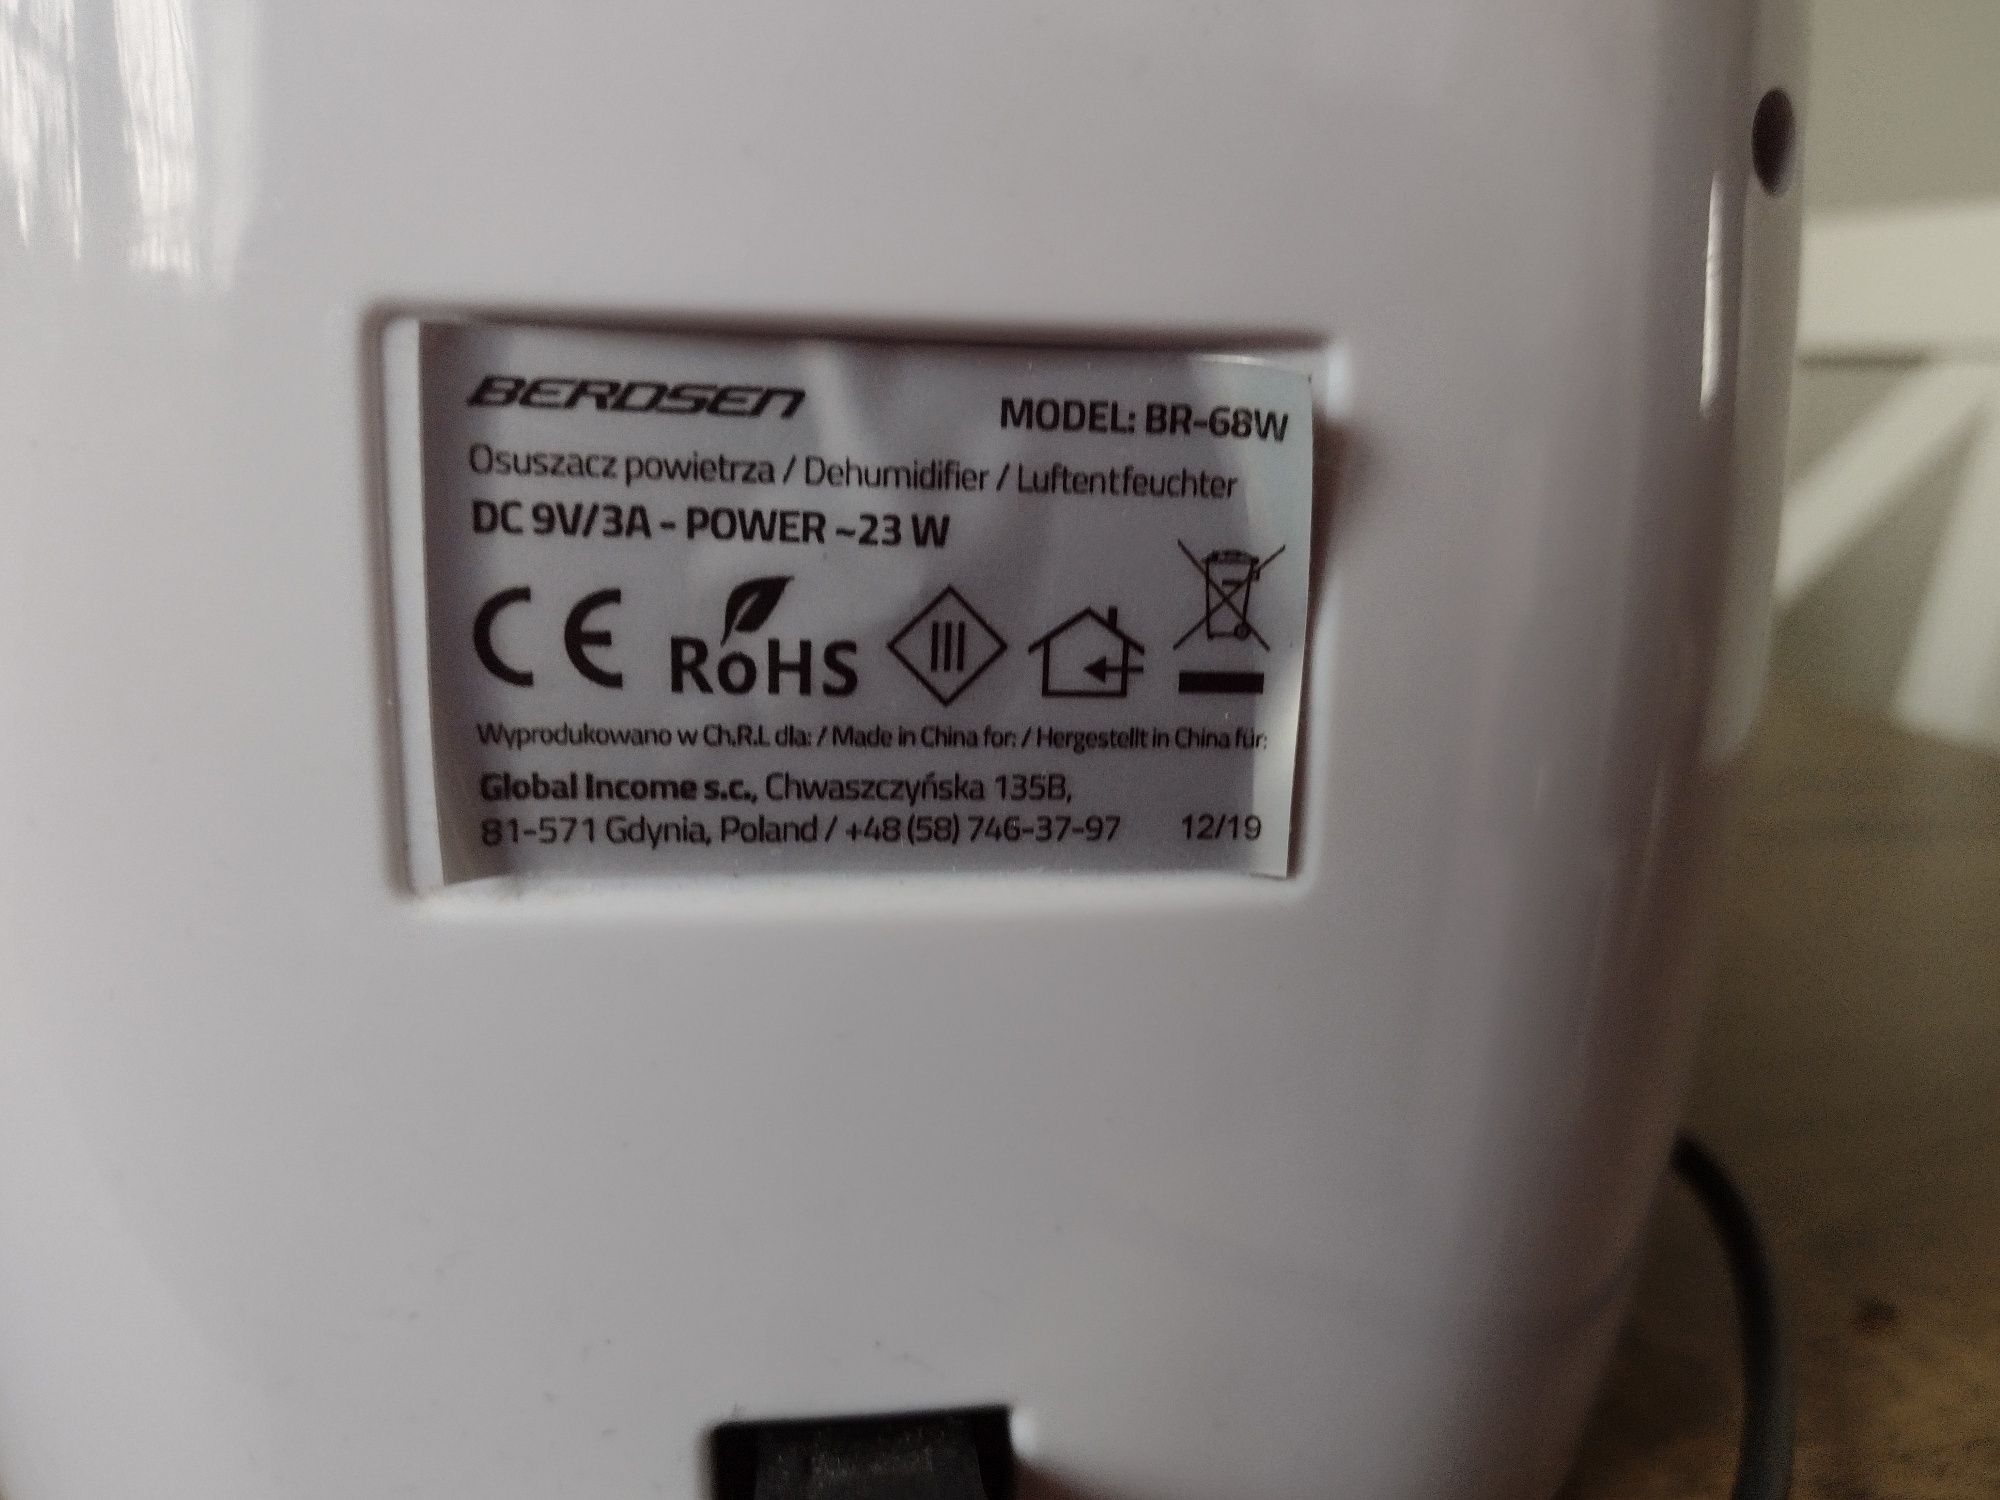 BERDSEN
MODEL: BR-68W
Osuszacz powietrza / Dehumidifier / Luftentfeuchter
DC 9V/3A - POWER ~23 W
CE RoHS III
Wyprodukowano w Ch.R.L dla: / Made in China for: / Hergestellt in China für:
Global Income s.c., Chwaszczyńska 135B,
81-571 Gdynia, Poland / +48 (58) 746-37-97 12/19